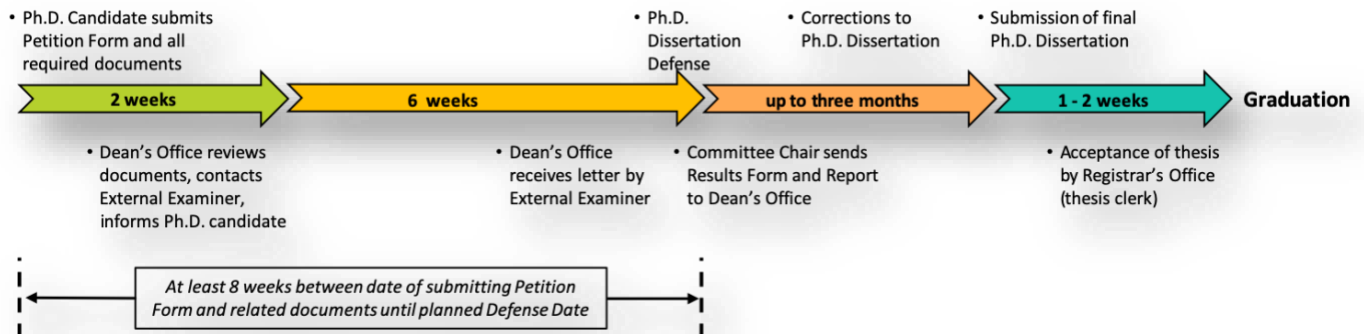 • Ph.D. Candidate submits
Petition Form and all
required documents
• Ph.D.
Dissertation
Defense
• Corrections to
Ph.D. Dissertation
• Submission of final
Ph.D. Dissertation
2 weeks
6 weeks
up to three months
1 - 2 weeks
Graduation
• Dean’s Office reviews
documents, contacts
External Examiner,
informs Ph.D. candidate
• Dean’s Office
receives letter by
External Examiner
• Committee Chair sends
Results Form and Report
to Dean’s Office
• Acceptance of thesis
by Registrar’s Office
(thesis clerk)
At least 8 weeks between date of submitting Petition
Form and related documents until planned Defense Date